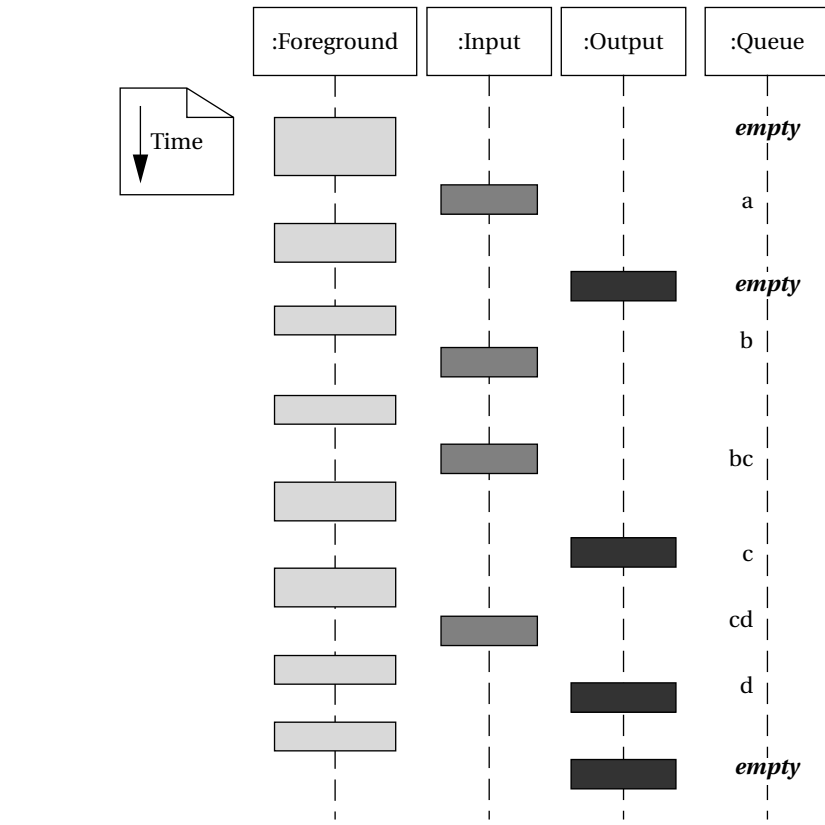 :Foreground :Input :Output :Queue
empty
Time
a
empty
b
bc
c
cd
d
empty